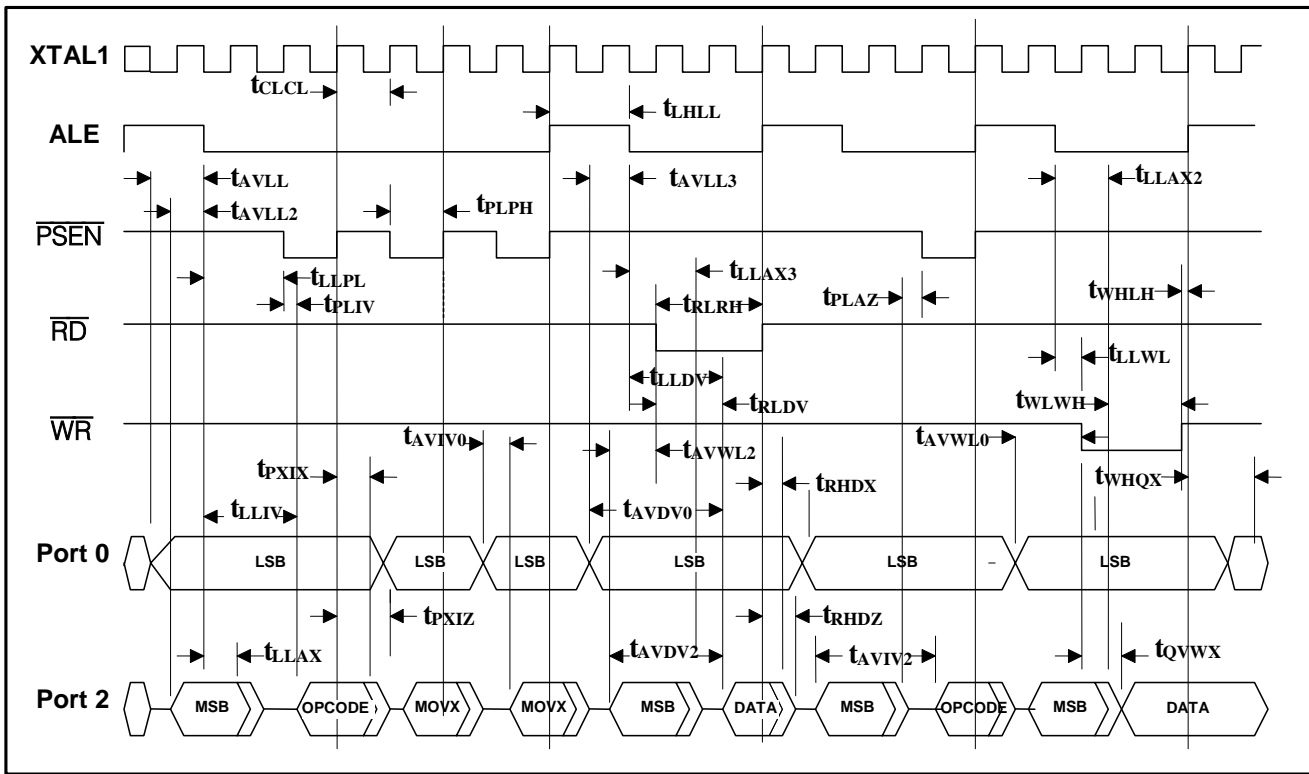 XTAL1
tCLCL
tLHLL
ALE
tAVLL
tAVLL3
tLLAX2
tAVLL2
tPLPH
PSEN
tLLPL
tLLAX3
tPLIV
tRLRH
tPLAZ
tWHLH
RD
tLLWL
tLLDV
tRLDV
tWLWH
WR
tAVIV0
tAVWL2
tAVWL0
tPXIX
tRHDX
tWHQX
tLLIV
tAVDV0
Port 0
LSB LSB LSB LSB LSB LSB
tPXIZ
tRHDZ
tLLAX
tAVDV2
tAVIV2
tQVWX
Port 2
MSB OPCODE MOVX MOVX MSB DATA MSB OPCODE MSB DATA